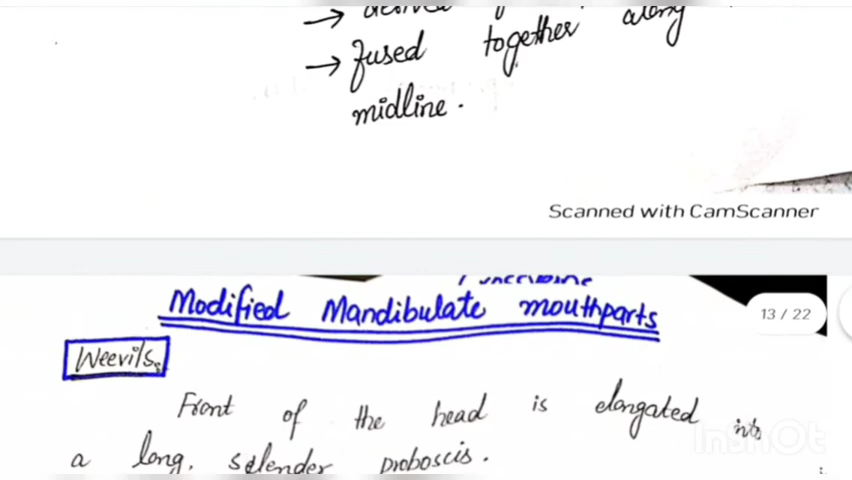 →
→ fused together along
midline.
Scanned with CamScanner
Modified Mandibulate mouthparts
13 / 22
Weevils
Front of the head is elongated into
a long, slender proboscis.
InShOt